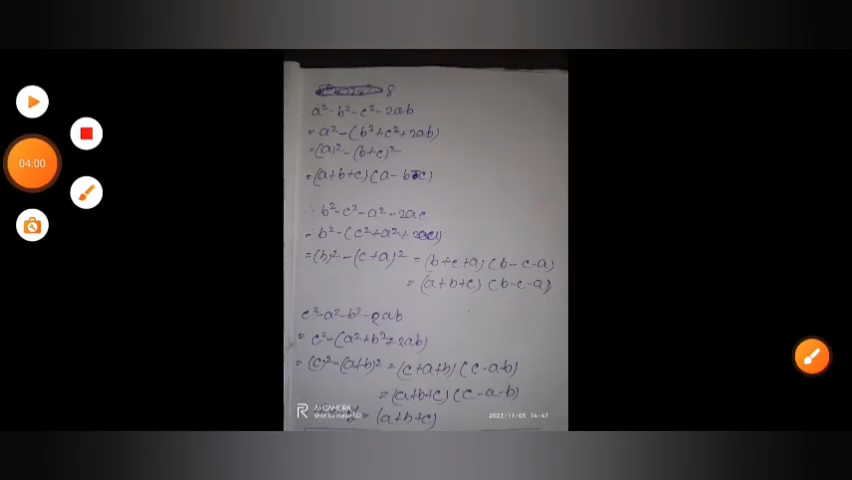 04:00
8
a²-b²-c²-2ab
= a²-(b²+c²+2ab)
= (a)²-(b+c)²
= (a+b+c) (a-b-c)
∴ b²-c²-a²-2ac
= b²-(c²+a²+2ac)
= (b)²-(c+a)² = (b+c+a) (b-c-a)
= (a+b+c) (b-c-a)
c²-a²-b²-2ab
= c²-(a²+b²+2ab)
= (c)²-(a+b)² = (c+a+b) (c-a-b)
= (a+b+c) (c-a-b)
= (a+b+c)
AI CAMERA
2023/11/05 14:47